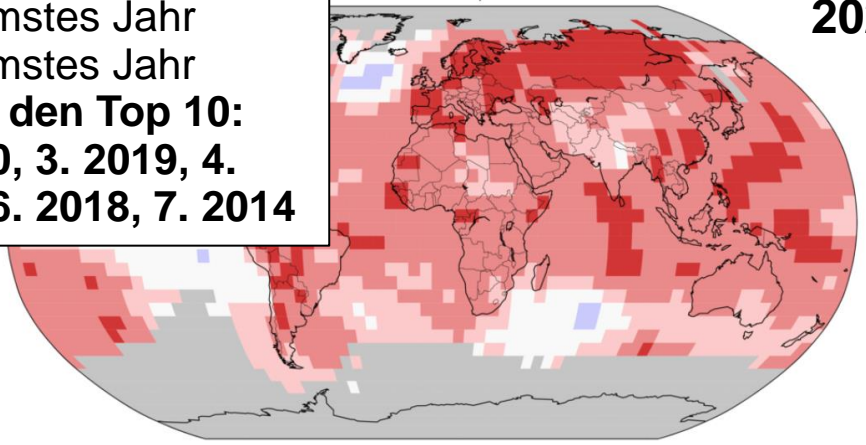 mstes Jahr
mstes Jahr
den Top 10:
0, 3. 2019, 4.
6. 2018, 7. 2014
20